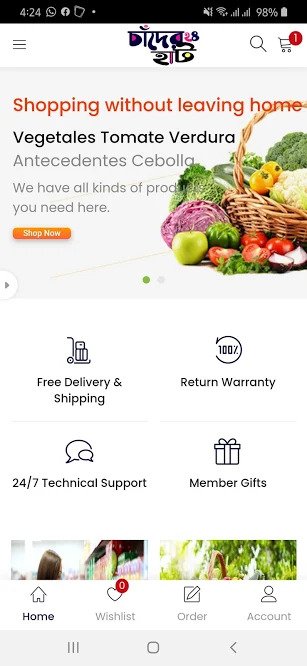 4:24
98%
চাঁদের
২৪
হাট
1
Shopping without leaving home
Vegetales Tomate Verdura
Antecedentes Cebolla
We have all kinds of produ
you need here.
Shop Now
100%
Free Delivery &
Shipping
Return Warranty
24/7 Technical Support
Member Gifts
0
Home
Wishlist
Order
Account